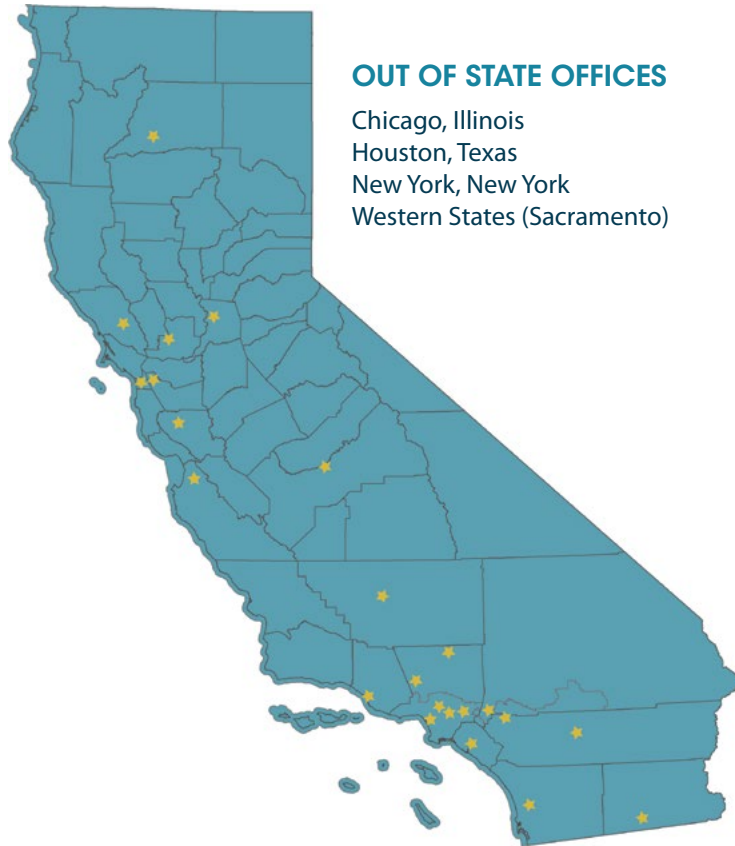 OUT OF STATE OFFICES
Chicago, Illinois
Houston, Texas
New York, New York
Western States (Sacramento)